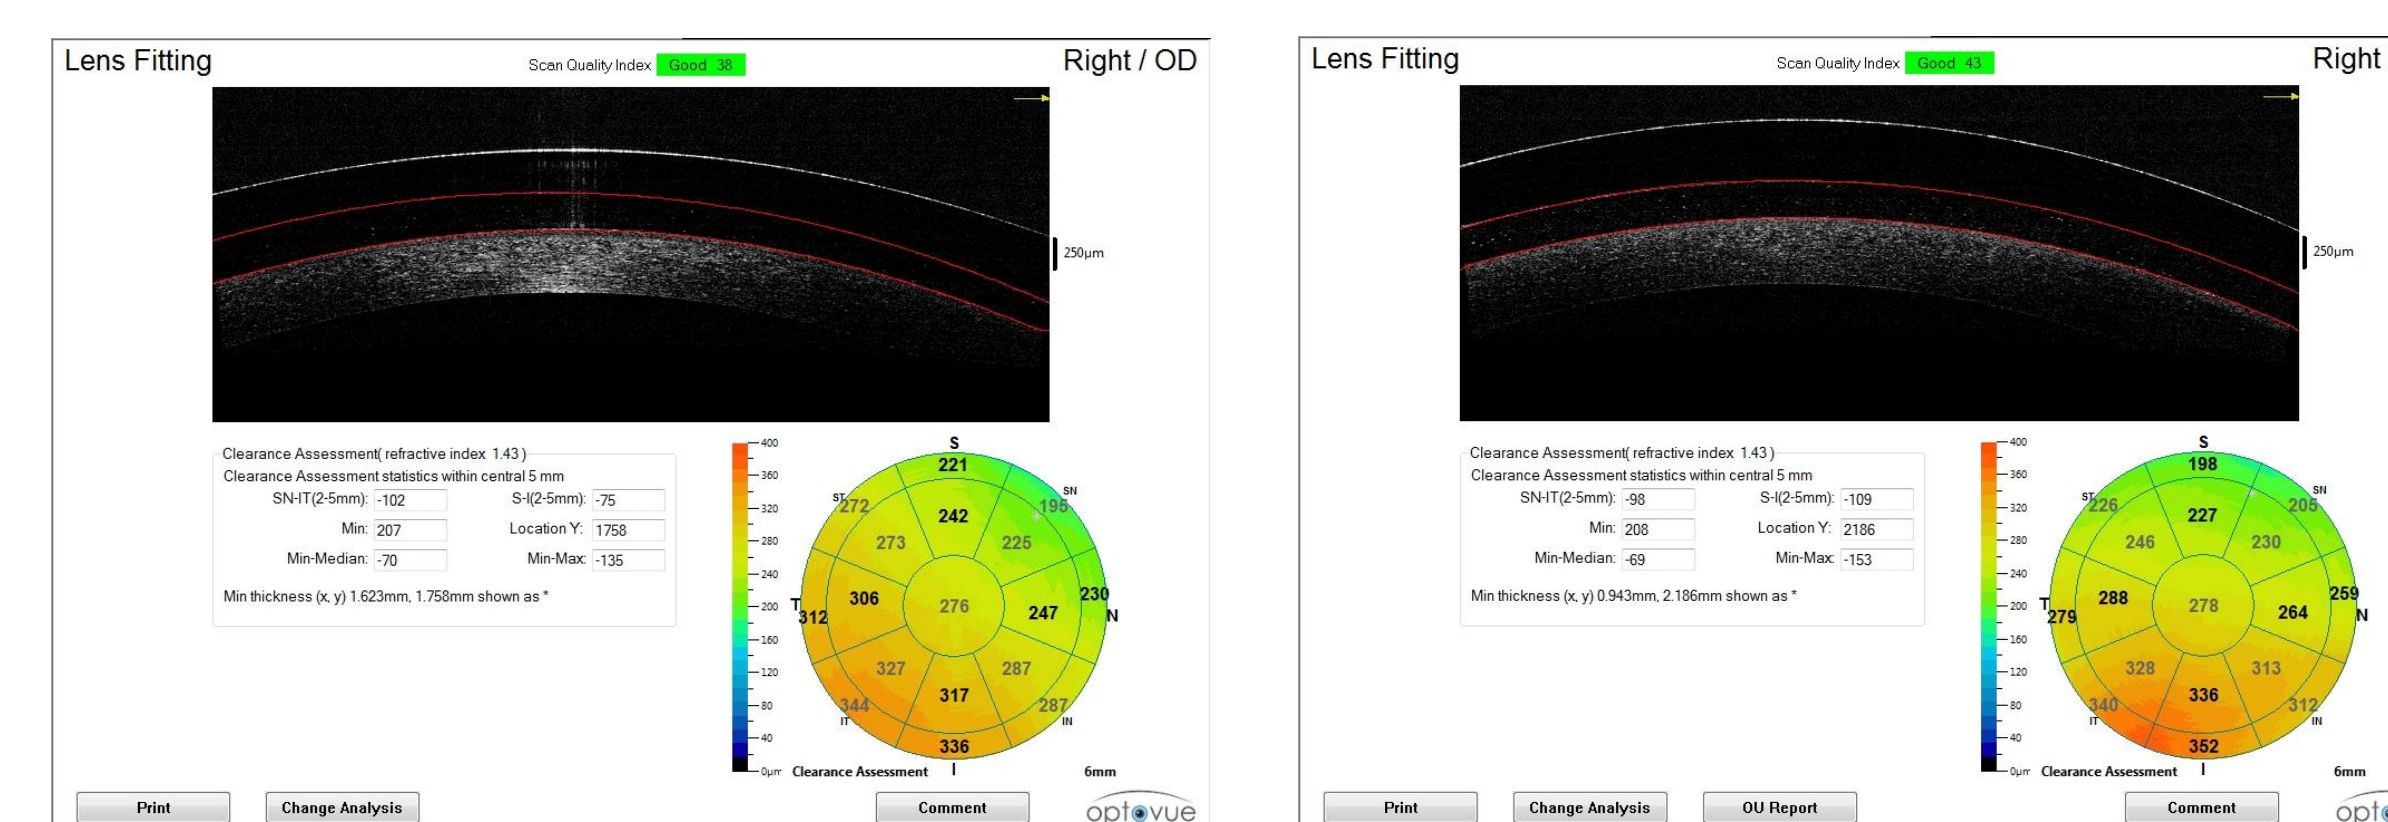 Lens Fitting
Scan Quality Index Good 38
Right / OD
250µm
Clearance Assessment( refractive index 1.43 )
Clearance Assessment statistics within central 5 mm
SN-IT(2-5mm): -102 S-I(2-5mm): -75
Min: 207 Location Y: 1758
Min-Median: -70 Min-Max: -135
Min thickness (x, y) 1.623mm, 1.758mm shown as *
400
360
320
280
240
200
160
120
80
40
0µm
S
221
ST 272 SN 195
242
273 225
T 312 306 276 247 230 N
327 287
317
344 IT 287 IN
336
I
Clearance Assessment
6mm
Print
Change Analysis
Comment
optovue
Lens Fitting
Scan Quality Index Good 43
Right
250µm
Clearance Assessment( refractive index 1.43 )
Clearance Assessment statistics within central 5 mm
SN-IT(2-5mm): -98 S-I(2-5mm): -109
Min: 208 Location Y: 2186
Min-Median: -69 Min-Max: -153
Min thickness (x, y) 0.943mm, 2.186mm shown as *
400
360
320
280
240
200
160
120
80
40
0µm
S
198
ST 226 SN 205
227
246 230
T 279 288 278 264 259 N
328 313
336
340 IT 312 IN
352
I
Clearance Assessment
6mm
Print
Change Analysis
OU Report
Comment
opt